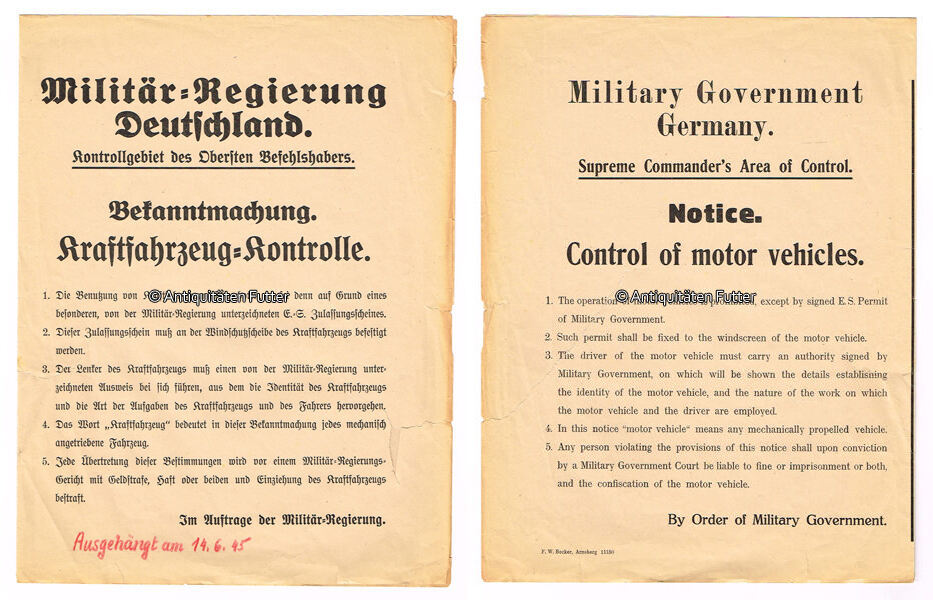 Militär-Regierung
Deutschland.
Kontrollgebiet des Obersten Befehlshabers.
Bekanntmachung.
Kraftfahrzeug-Kontrolle.
1. Die Benutzung von K © Antiquitäten Futter denn auf Grund eines
besonderen, von der Militär-Regierung unterzeichneten E.-S. Zulassungsscheines.
2. Dieser Zulassungsschein muß an der Windschutzscheibe des Kraftfahrzeugs befestigt
werden.
3. Der Lenker des Kraftfahrzeugs muß einen von der Militär-Regierung unter-
zeichneten Ausweis bei sich führen, aus dem die Identität des Kraftfahrzeugs
und die Art der Aufgaben des Kraftfahrzeugs und des Fahrers hervorgehen.
4. Das Wort „Kraftfahrzeug“ bedeutet in dieser Bekanntmachung jedes mechanisch
angetriebene Fahrzeug.
5. Jede Übertretung dieser Bestimmungen wird vor einem Militär-Regierungs-
Gericht mit Geldstrafe, Haft oder beiden und Einziehung des Kraftfahrzeugs
bestraft.
Im Auftrage der Militär-Regierung.
Ausgehängt am 14.6.45
Military Government
Germany.
Supreme Commander's Area of Control.
Notice.
Control of motor vehicles.
1. The operation © Antiquitäten Futter except by signed E.S. Permit
of Military Government.
2. Such permit shall be fixed to the windscreen of the motor vehicle.
3. The driver of the motor vehicle must carry an authority signed by
Military Government, on which will be shown the details establishing
the identity of the motor vehicle, and the nature of the work on which
the motor vehicle and the driver are employed.
4. In this notice "motor vehicle" means any mechanically propelled vehicle.
5. Any person violating the provisions of this notice shall upon conviction
by a Military Government Court be liable to fine or imprisonment or both,
and the confiscation of the motor vehicle.
By Order of Military Government.
F. W. Becker, Arnsberg 11150